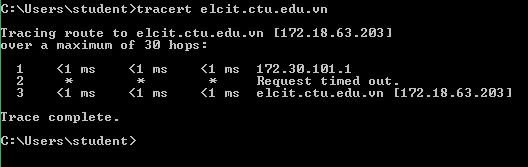 C:\Users\student>tracert elcit.ctu.edu.vn
Tracing route to elcit.ctu.edu.vn [172.18.63.203]
over a maximum of 30 hops:
1 <1 ms <1 ms <1 ms 172.30.101.1
2 * * * Request timed out.
3 <1 ms <1 ms <1 ms elcit.ctu.edu.vn [172.18.63.203]
Trace complete.
C:\Users\student>